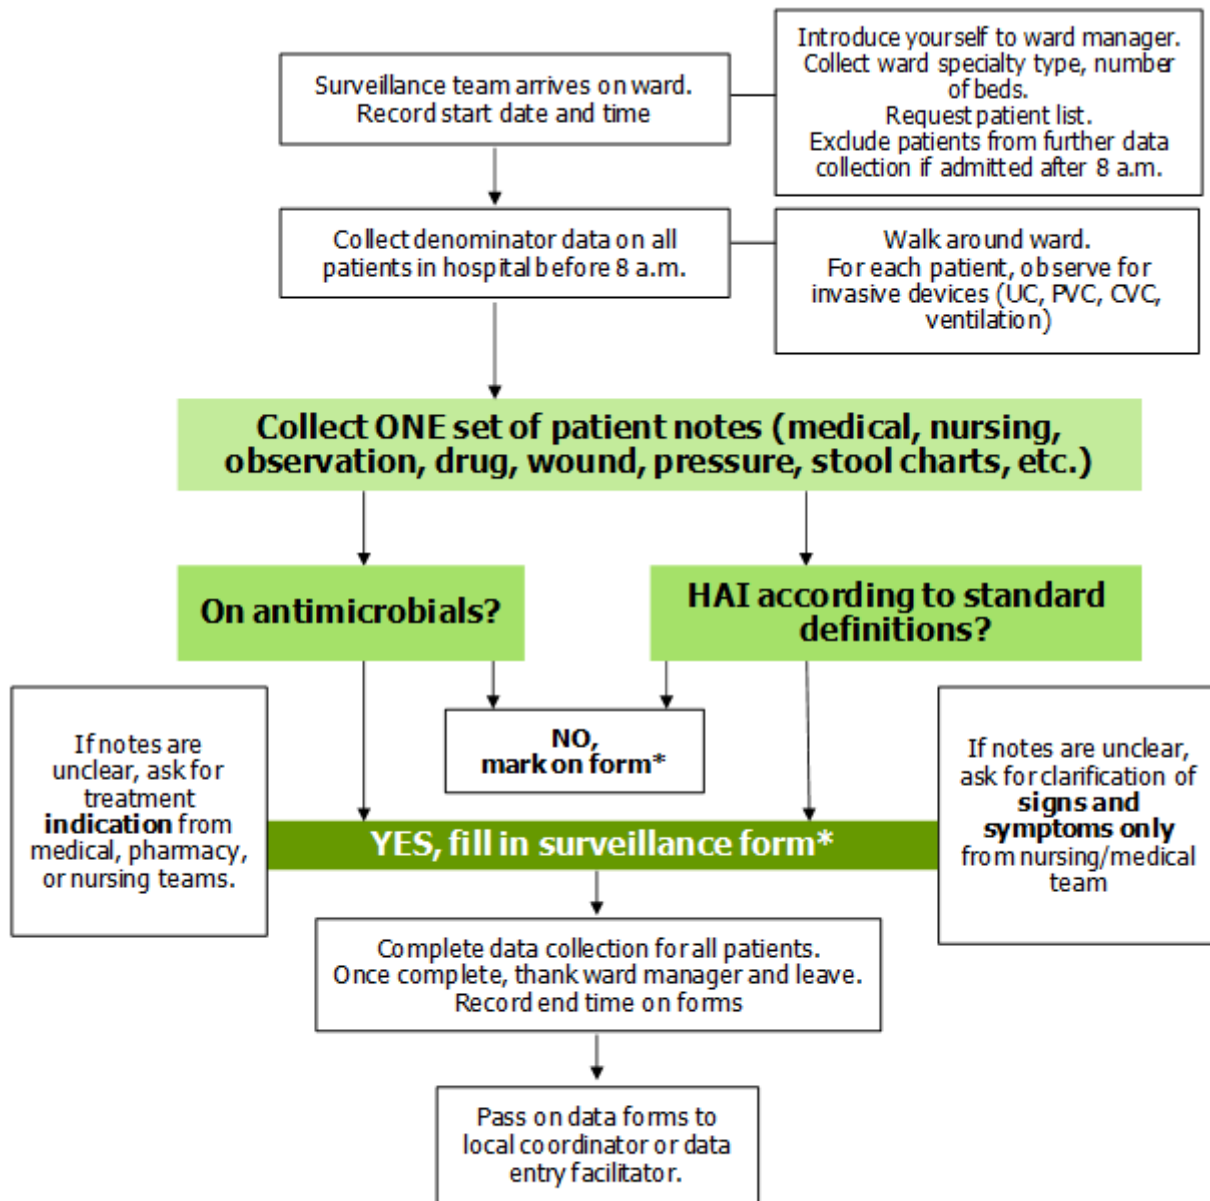 Surveillance team arrives on ward.
Record start date and time
Introduce yourself to ward manager.
Collect ward specialty type, number
of beds.
Request patient list.
Exclude patients from further data
collection if admitted after 8 a.m.
Collect denominator data on all
patients in hospital before 8 a.m.
Walk around ward.
For each patient, observe for
invasive devices (UC, PVC, CVC,
ventilation)
Collect ONE set of patient notes (medical, nursing,
observation, drug, wound, pressure, stool charts, etc.)
On antimicrobials?
HAI according to standard
definitions?
If notes are
unclear, ask for
treatment
indication from
medical, pharmacy,
or nursing teams.
NO,
mark on form*
If notes are unclear,
ask for clarification of
signs and
symptoms only
from nursing/medical
team
YES, fill in surveillance form*
Complete data collection for all patients.
Once complete, thank ward manager and leave.
Record end time on forms
Pass on data forms to
local coordinator or data
entry facilitator.